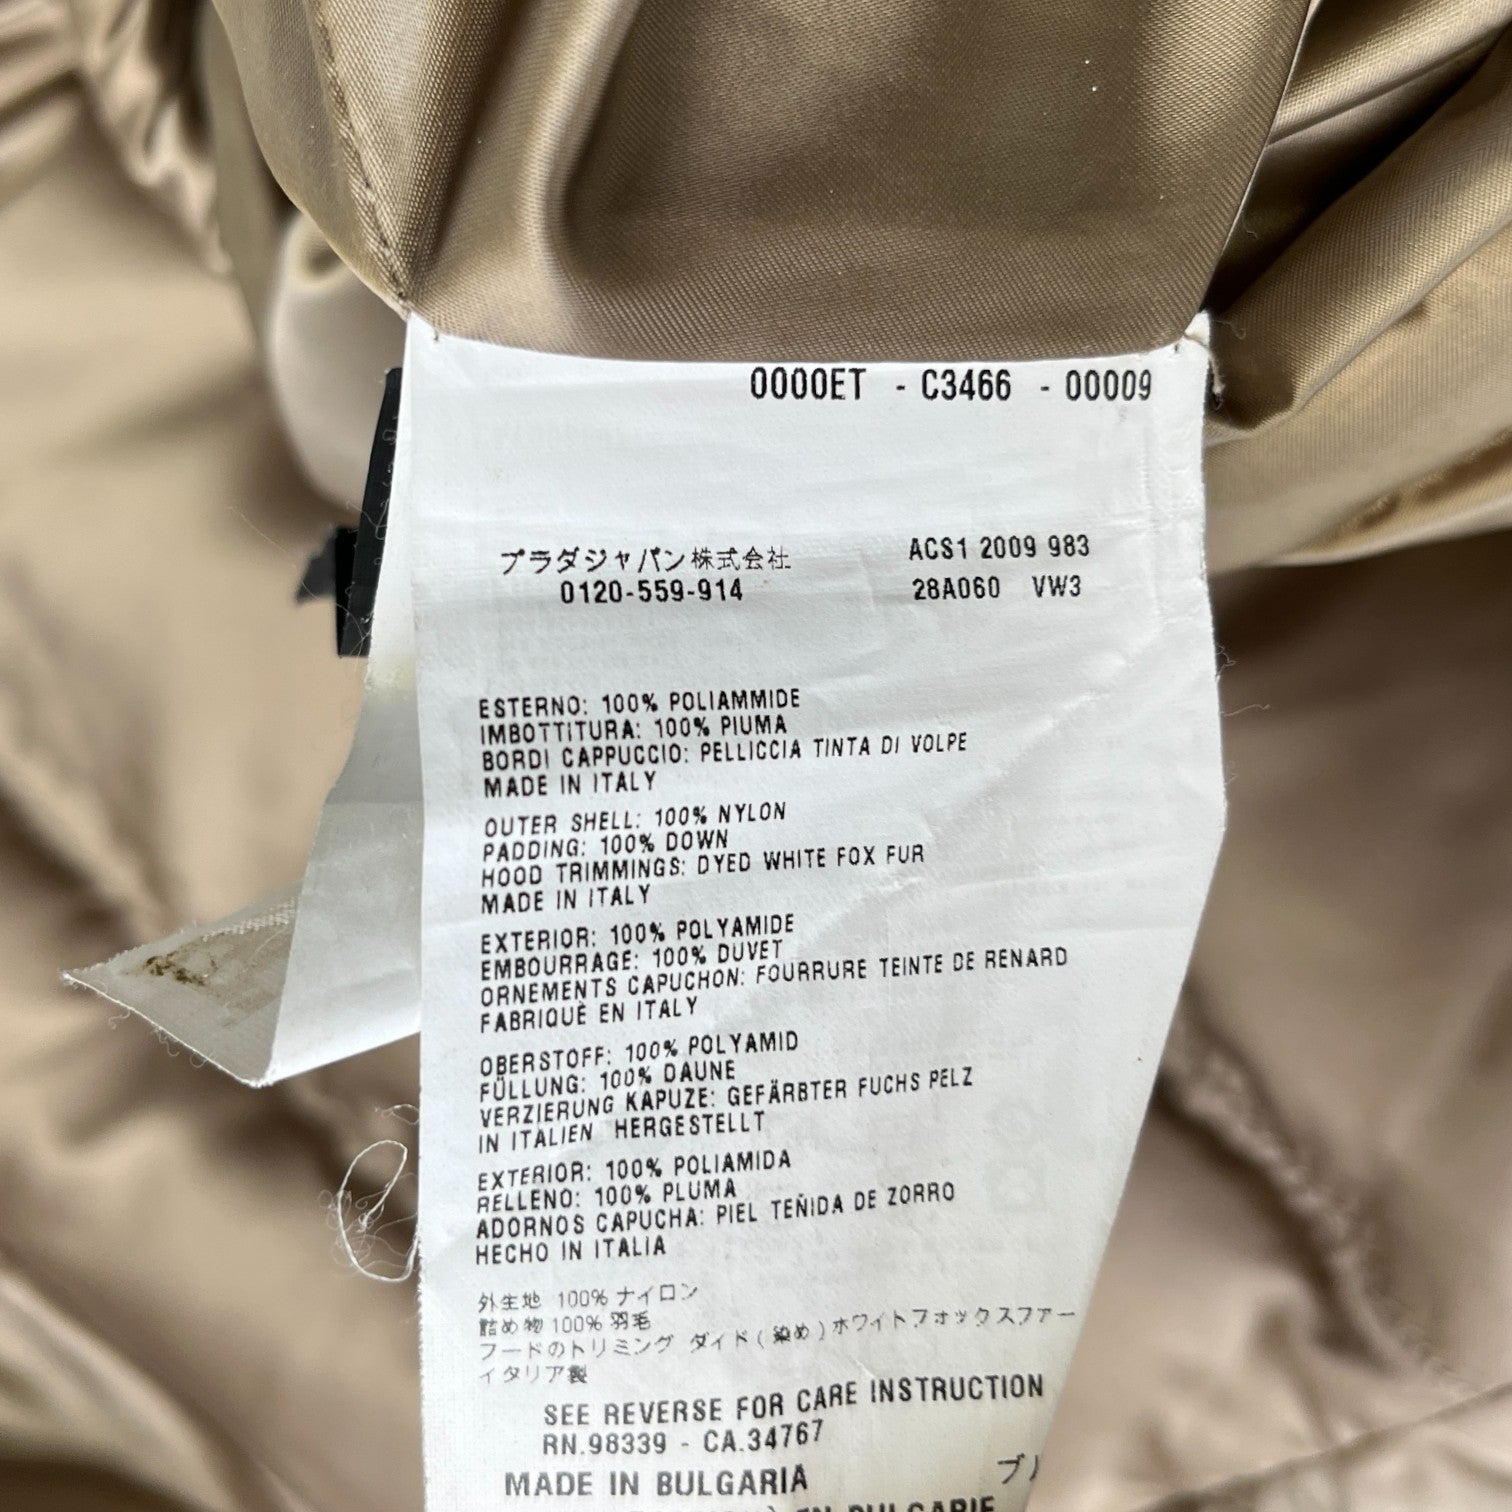 0000ET - C3466 - 00009
プラダジャパン株式会社
0120-559-914
ACS1 2009 983
28A060 VW3
ESTERNO: 100% POLIAMMIDE
IMBOTTITURA: 100% PIUMA
BORDI CAPPUCCIO: PELLICCIA TINTA DI VOLPE
MADE IN ITALY
OUTER SHELL: 100% NYLON
PADDING: 100% DOWN
HOOD TRIMMINGS: DYED WHITE FOX FUR
MADE IN ITALY
EXTERIOR: 100% POLYAMIDE
EMBOURRAGE: 100% DUVET
ORNEMENTS CAPUCHON: FOURRURE TEINTE DE RENARD
FABRIQUÈ EN ITALY
OBERSTOFF: 100% POLYAMID
FÜLLUNG: 100% DAUNE
VERZIERUNG KAPUZE: GEFÄRBTER FUCHS PELZ
IN ITALIEN HERGESTELLT
EXTERIOR: 100% POLIAMIDA
RELLENO: 100% PLUMA
ADORNOS CAPUCHA: PIEL TEÑIDA DE ZORRO
HECHO IN ITALIA
外生地 100% ナイロン
詰め物 100% 羽毛
フードのトリミング ダイド (染め) ホワイトフォックスファー
イタリア製
SEE REVERSE FOR CARE INSTRUCTION
RN.98339 - CA.34767
MADE IN BULGARIA
EN BULGARIE